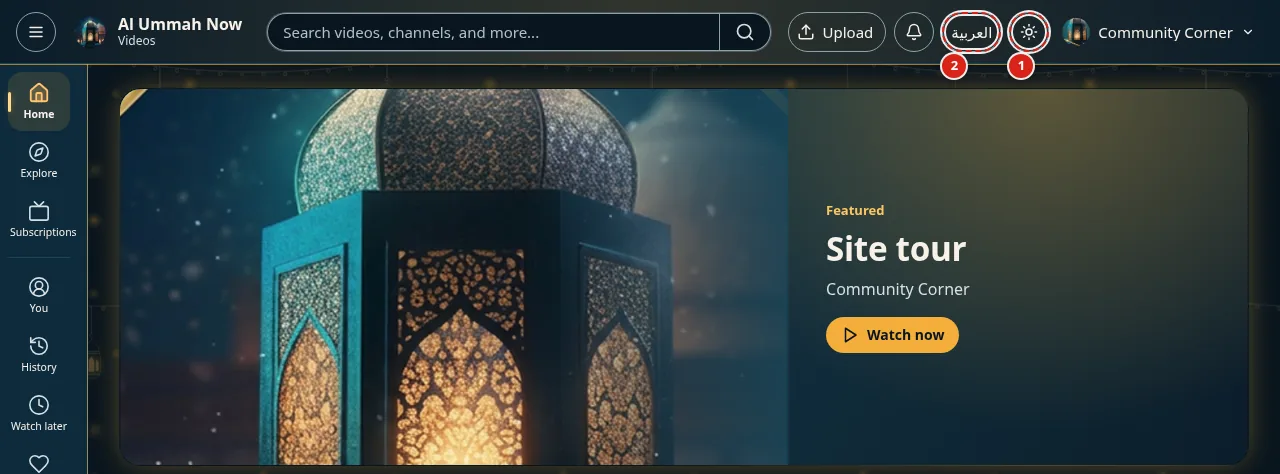 Al Ummah Now
Videos
Search videos, channels, and more...
Upload
العربية
Community Corner
2
1
Home
Explore
Subscriptions
You
History
Watch later
Featured
Site tour
Community Corner
Watch now